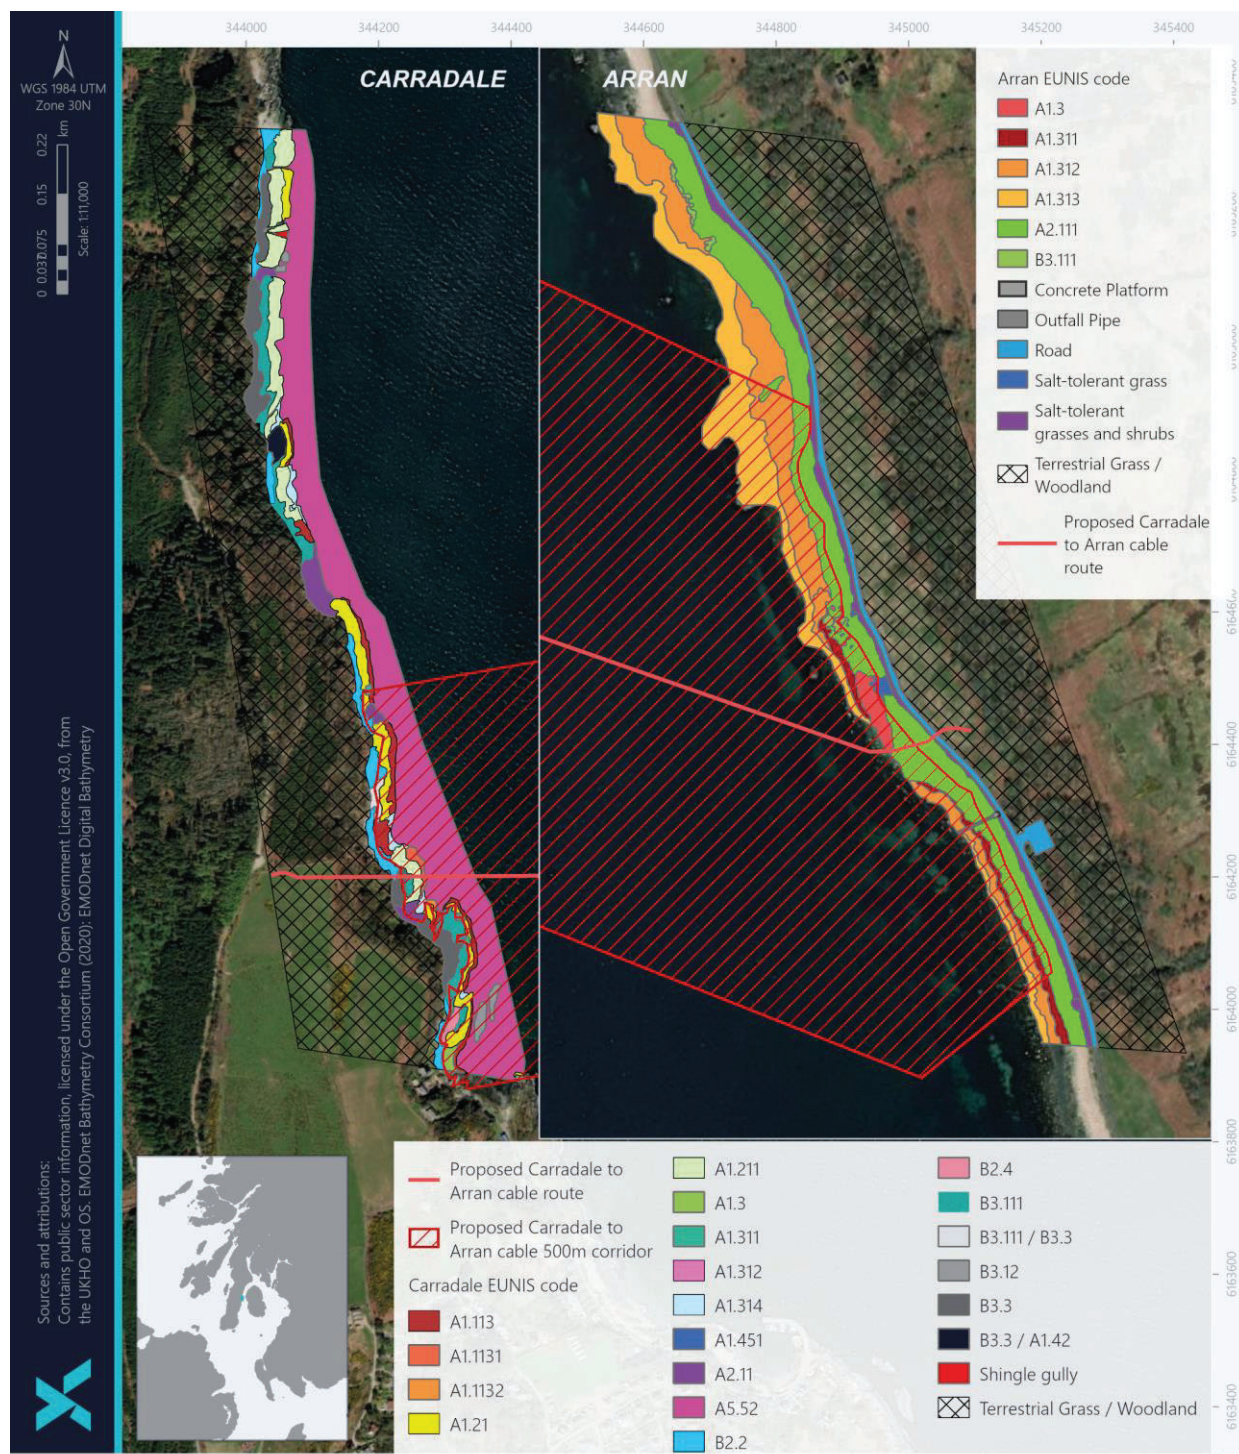 344000
344200
344400
344600
344800
345000
345200
345400
N
WGS 1984 UTM
Zone 30N
km
0 0.037 0.075 0.15 0.22
Scale: 1:11,000
CARRADALE
ARRAN
Arran EUNIS code
A1.3
A1.311
A1.312
A1.313
A2.111
B3.111
Concrete Platform
Outfall Pipe
Road
Salt-tolerant grass
Salt-tolerant
grasses and shrubs
Terrestrial Grass /
Woodland
Proposed Carradale
to Arran cable
route
6164600
6164400
6164200
6164000
6163800
6163600
6163400
Sources and attributions:
Contains public sector information, licensed under the Open Government Licence v3.0, from
the UKHO and OS. EMODnet Bathymetry Consortium (2020): EMODnet Digital Bathymetry
Proposed Carradale to
Arran cable route
Proposed Carradale to
Arran cable 500m corridor
Carradale EUNIS code
A1.113
A1.1131
A1.1132
A1.21
A1.211
A1.3
A1.311
A1.312
A1.314
A1.451
A2.11
A5.52
B2.2
B2.4
B3.111
B3.111 / B3.3
B3.12
B3.3
B3.3 / A1.42
Shingle gully
Terrestrial Grass / Woodland